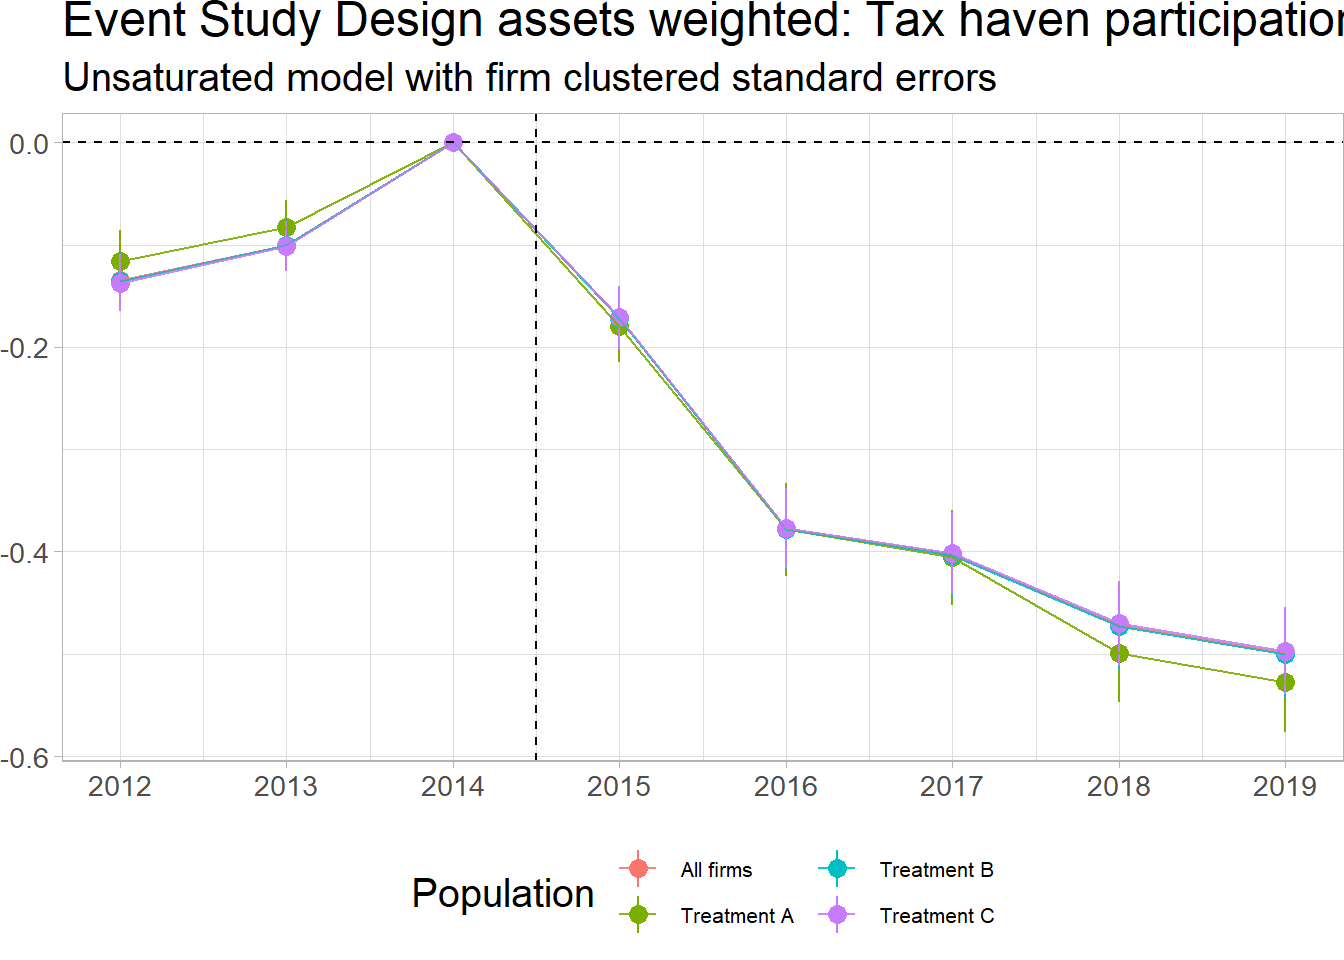 Event Study Design assets weighted: Tax haven participation
Unsaturated model with firm clustered standard errors
0.0
-0.2
-0.4
-0.6
2012 2013 2014 2015 2016 2017 2018 2019
Population
All firms Treatment B
Treatment A Treatment C